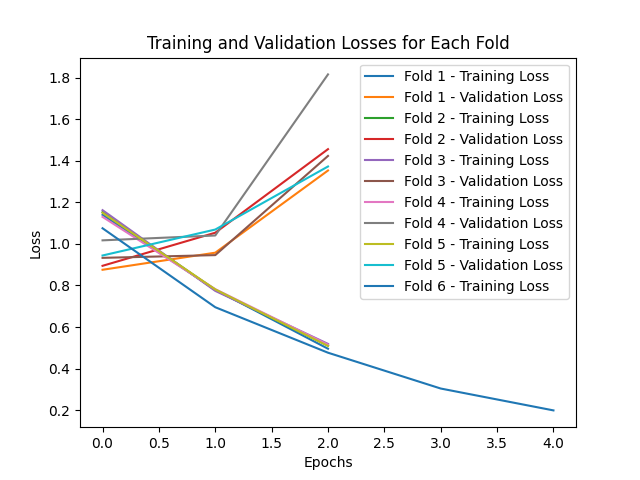 Training and Validation Losses for Each Fold
Loss
1.8
1.6
1.4
1.2
1.0
0.8
0.6
0.4
0.2
Fold 1 - Training Loss
Fold 1 - Validation Loss
Fold 2 - Training Loss
Fold 2 - Validation Loss
Fold 3 - Training Loss
Fold 3 - Validation Loss
Fold 4 - Training Loss
Fold 4 - Validation Loss
Fold 5 - Training Loss
Fold 5 - Validation Loss
Fold 6 - Training Loss
0.0 0.5 1.0 1.5 2.0 2.5 3.0 3.5 4.0
Epochs